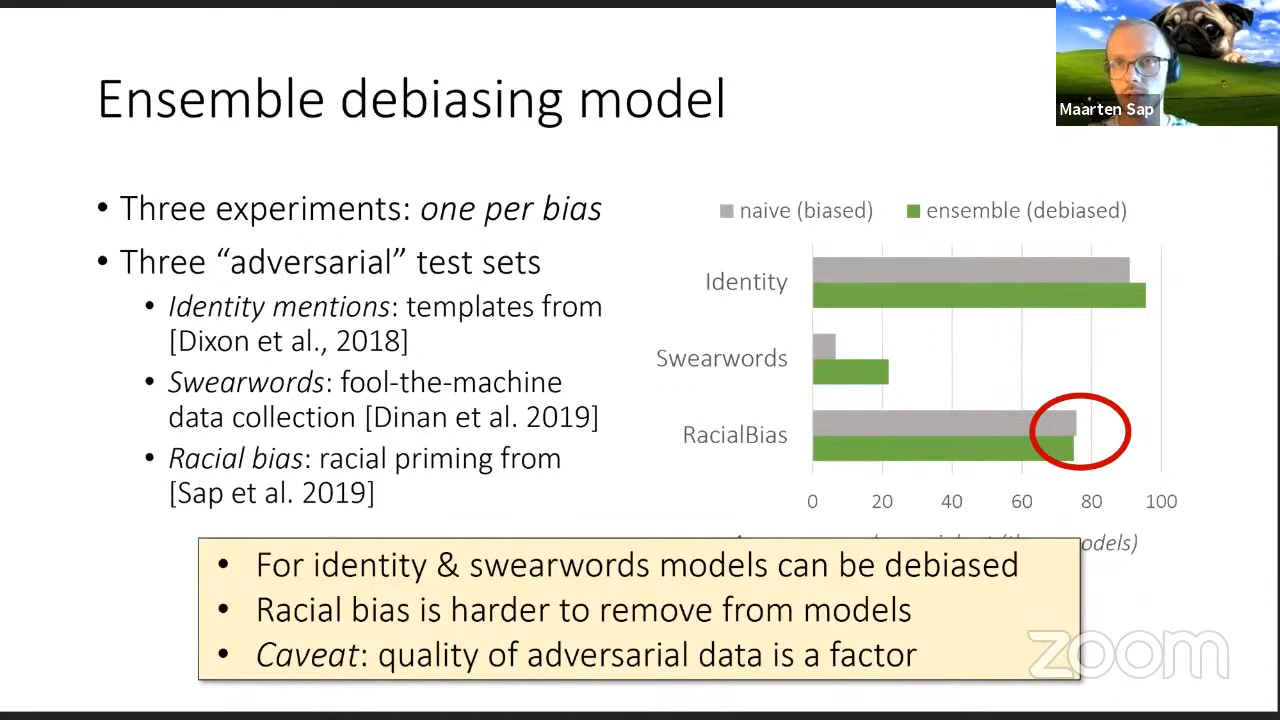 Maarten Sap
Ensemble debiasing model
• Three experiments: one per bias
• Three “adversarial” test sets
• Identity mentions: templates from
[Dixon et al., 2018]
• Swearwords: fool-the-machine
data collection [Dinan et al. 2019]
• Racial bias: racial priming from
[Sap et al. 2019]
naive (biased) ensemble (debiased)
Identity
Swearwords
RacialBias
0 20 40 60 80 100
• For identity & swearwords models can be debiased
• Racial bias is harder to remove from models
• Caveat: quality of adversarial data is a factor
zoom